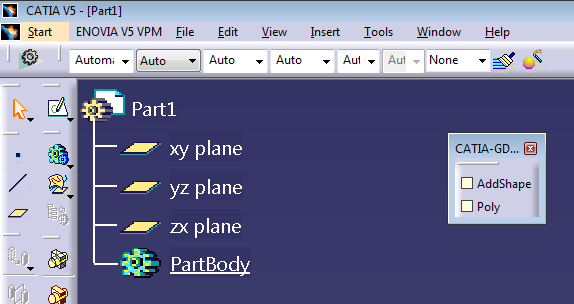 CATIA V5 - [Part1]
Start ENOVIA V5 VPM File Edit View Insert Tools Window Help
Automa Auto Auto Auto Aut Aut None
Part1
xy plane
yz plane
zx plane
PartBody
CATIA-GD...
AddShape
Poly